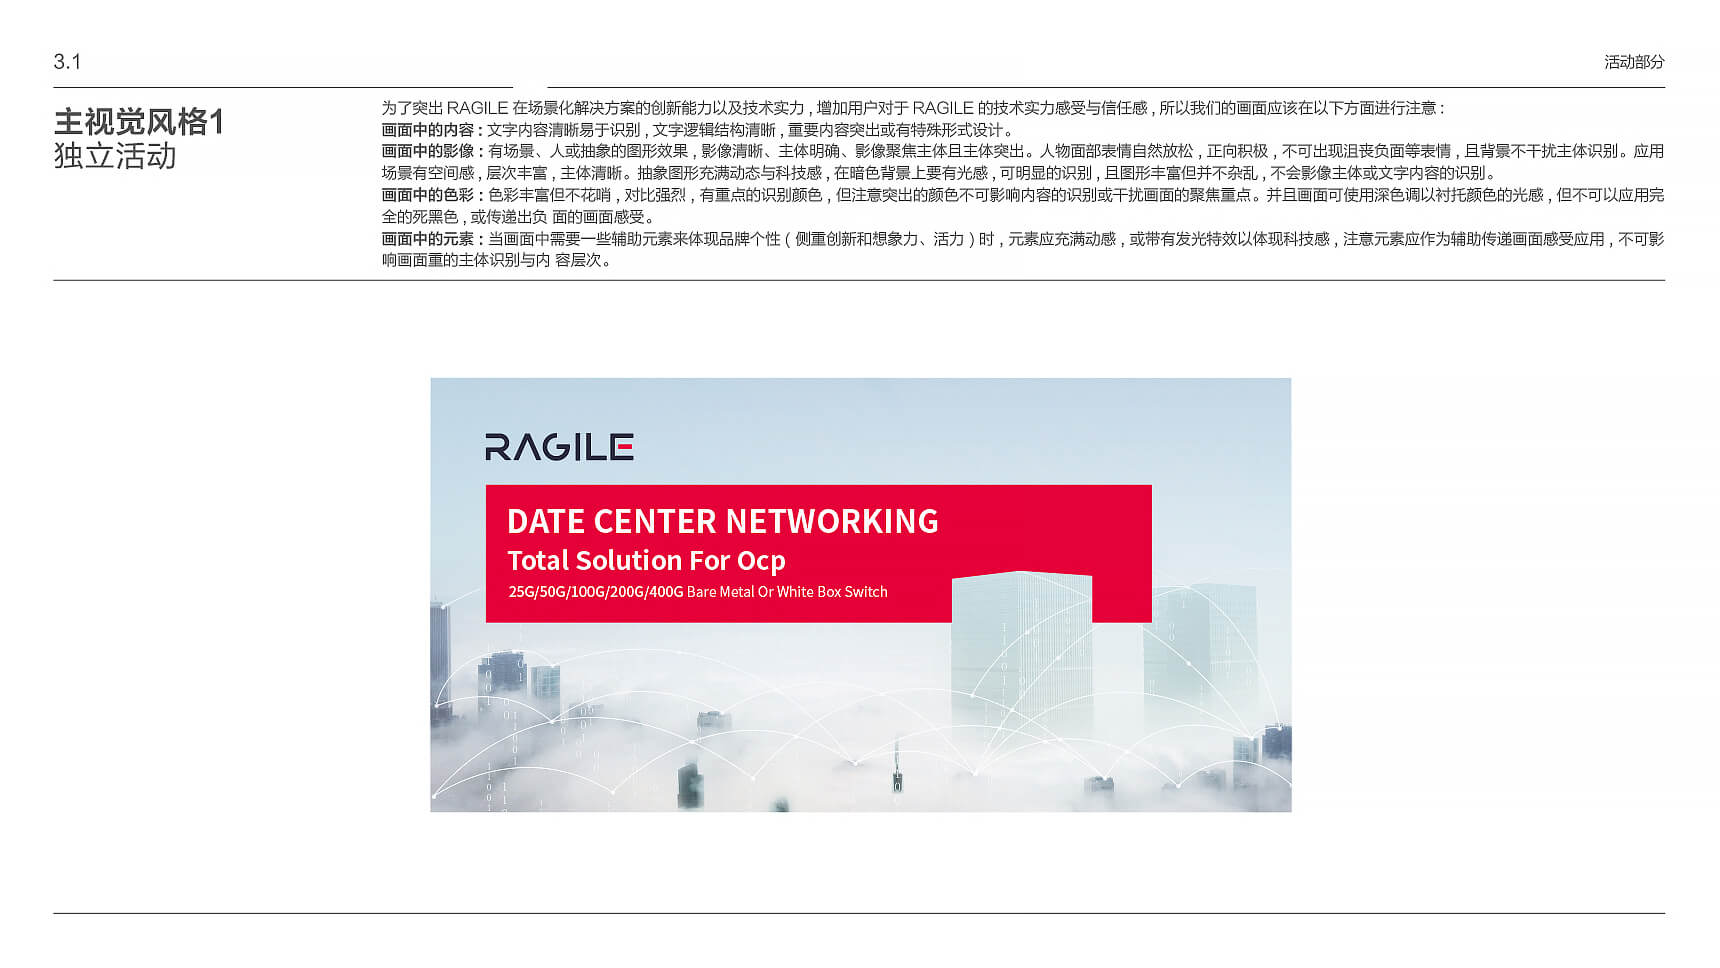 3.1
活动部分
主视觉风格1
独立活动
为了突出 RAGILE 在场景化解决方案的创新能力以及技术实力 , 增加用户对于 RAGILE 的技术实力感受与信任感 , 所以我们的画面应该在以下方面进行注意 :
画面中的内容 : 文字内容清晰易于识别 , 文字逻辑结构清晰 , 重要内容突出或有特殊形式设计。
画面中的影像 : 有场景、人或抽象的图形效果 , 影像清晰、主体明确、影像聚焦主体且主体突出。人物面部表情自然放松 , 正向积极 , 不可出现沮丧负面等表情 , 且背景不干扰主体识别。应用
场景有空间感 , 层次丰富 , 主体清晰。抽象图形充满动态与科技感 , 在暗色背景上要有光感 , 可明显的识别 , 且图形丰富但并不杂乱 , 不会影像主体或文字内容的识别。
画面中的色彩 : 色彩丰富但不花哨 , 对比强烈 , 有重点的识别颜色 , 但注意突出的颜色不可影响内容的识别或干扰画面的聚焦重点。并且画面可使用深色调以衬托颜色的光感 , 但不可以应用完
全的死黑色 , 或传递出负 面的画面感受。
画面中的元素 : 当画面中需要一些辅助元素来体现品牌个性 ( 侧重创新和想象力、活力 ) 时 , 元素应充满动感 , 或带有发光特效以体现科技感 , 注意元素应作为辅助传递画面感受应用 , 不可影
响画面重的主体识别与内 容层次。
RAGILE
DATE CENTER NETWORKING
Total Solution For Ocp
25G/50G/100G/200G/400G Bare Metal Or White Box Switch